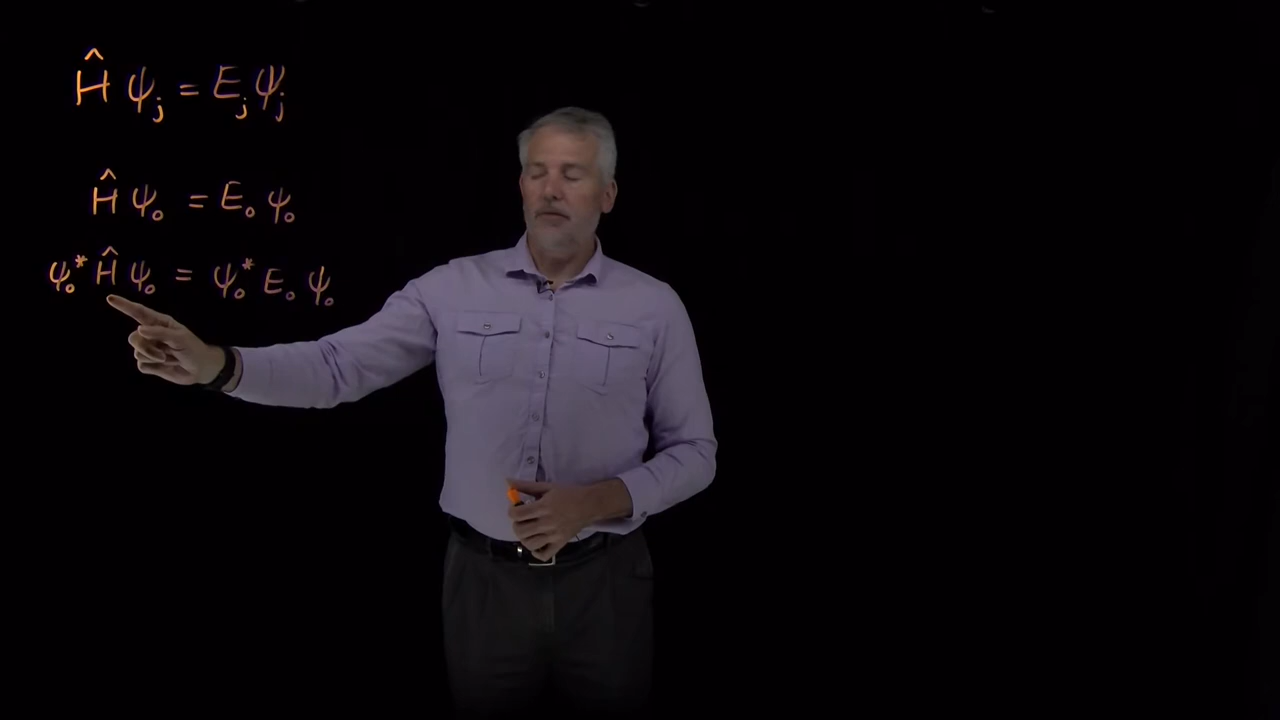 Ĥ ψⱼ = Eⱼ ψⱼ
Ĥ ψ₀ = E₀ ψ₀
ψ₀* Ĥ ψ₀ = ψ₀* E₀ ψ₀